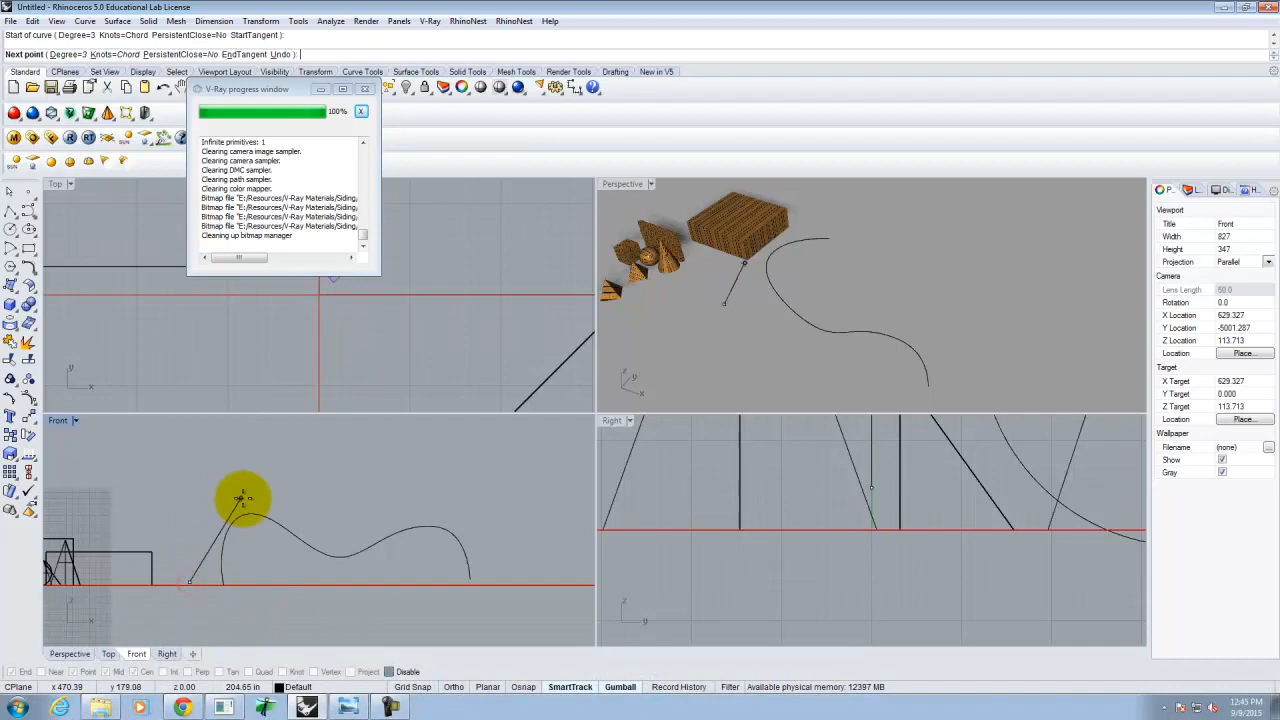 Untitled - Rhinoceros 5.0 Educational Lab License
File Edit View Curve Surface Solid Mesh Dimension Transform Tools Analyze Render Panels V-Ray RhinoNest RhinoNest Help
Start of curve ( Degree=3 Knots=Chord PersistentClose=No StartTangent ):
Next point ( Degree=3 Knots=Chord PersistentClose=No EndTangent Undo ):
Standard CPlanes Set View Display Select Viewport Layout Visibility Transform Curve Tools Surface Tools Solid Tools Mesh Tools Render Tools Drafting New in V5
V-Ray progress window
100%
X
Infinite primitives: 1
Clearing camera image sampler.
Clearing camera sampler.
Clearing DMC sampler.
Clearing path sampler.
Clearing color mapper.
Bitmap file "E:/Resources/V-Ray Materials/Siding,
Bitmap file "E:/Resources/V-Ray Materials/Siding,
Bitmap file "E:/Resources/V-Ray Materials/Siding,
Bitmap file "E:/Resources/V-Ray Materials/Siding,
Cleaning up bitmap manager
M R RT SUN
SUN
Top
y
x
Perspective
z
y
x
Front
z
x
Right
z
y
P... L... Di... H...
Viewport
Title Front
Width 827
Height 347
Projection Parallel
Camera
Lens Length 50.0
Rotation 0.0
X Location 629.327
Y Location -5001.287
Z Location 113.713
Location Place...
Target
X Target 629.327
Y Target 0.000
Z Target 113.713
Location Place...
Wallpaper
Filename (none) ...
Show
Gray
Perspective Top Front Right
End Near Point Mid Cen Int Perp Tan Quad Knot Vertex Project Disable
CPlane x 470.39 y 179.08 z 0.00 204.65 in Default Grid Snap Ortho Planar Osnap SmartTrack Gumball Record History Filter Available physical memory: 12397 MB
12:45 PM
9/9/2015